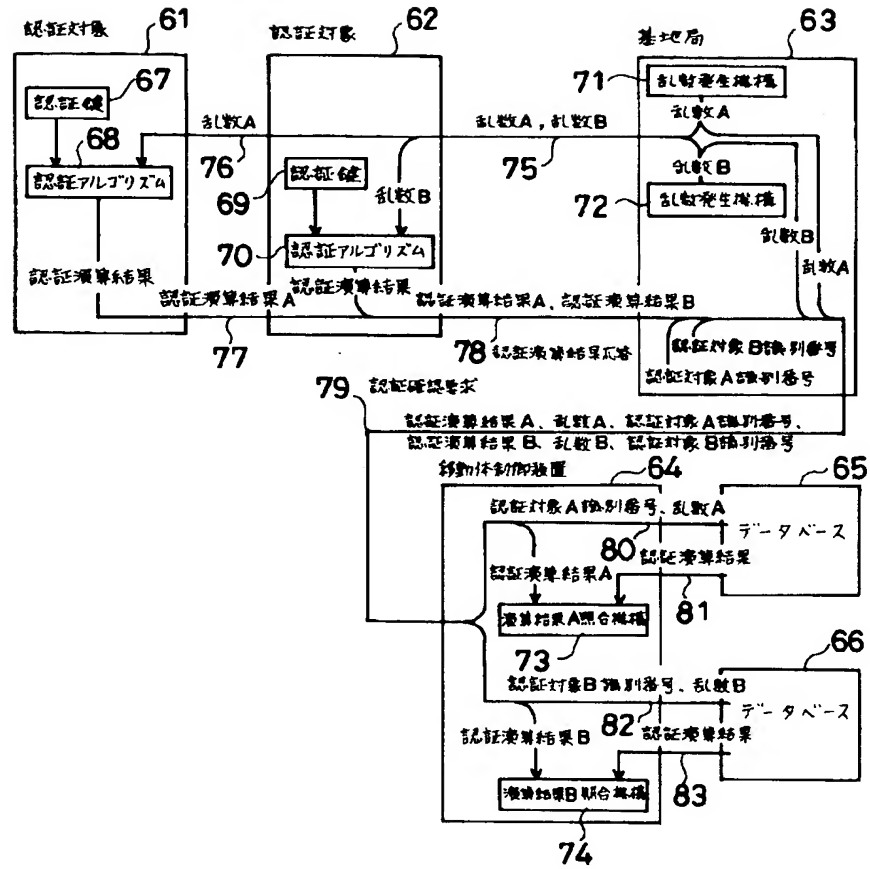 認証対象 61
認証対象 62
基地局 63
認証鍵 67
68
認証アルゴリズム
乱数A
76
乱数A,乱数B
75
71 乱数発生機構
乱数A
乱数B
72 乱数発生機構
69 認証鍵
乱数B
70 認証アルゴリズム
乱数B
乱数A
認証演算結果
認証演算結果A
77
認証演算結果
認証演算結果A、認証演算結果B
78 認証演算結果応答
認証対象B識別番号
認証対象A識別番号
79 認証確認要求
認証演算結果A、乱数A、認証対象A識別番号、
認証演算結果B、乱数B、認証対象B識別番号
移動体制御装置 64
65
認証対象A識別番号、乱数A
80
データベース
認証演算結果A
認証演算結果
81
演算結果A照合機構
73
66
認証対象B識別番号、乱数B
82
データベース
認証演算結果B
認証演算結果
83
演算結果B照合機構
74